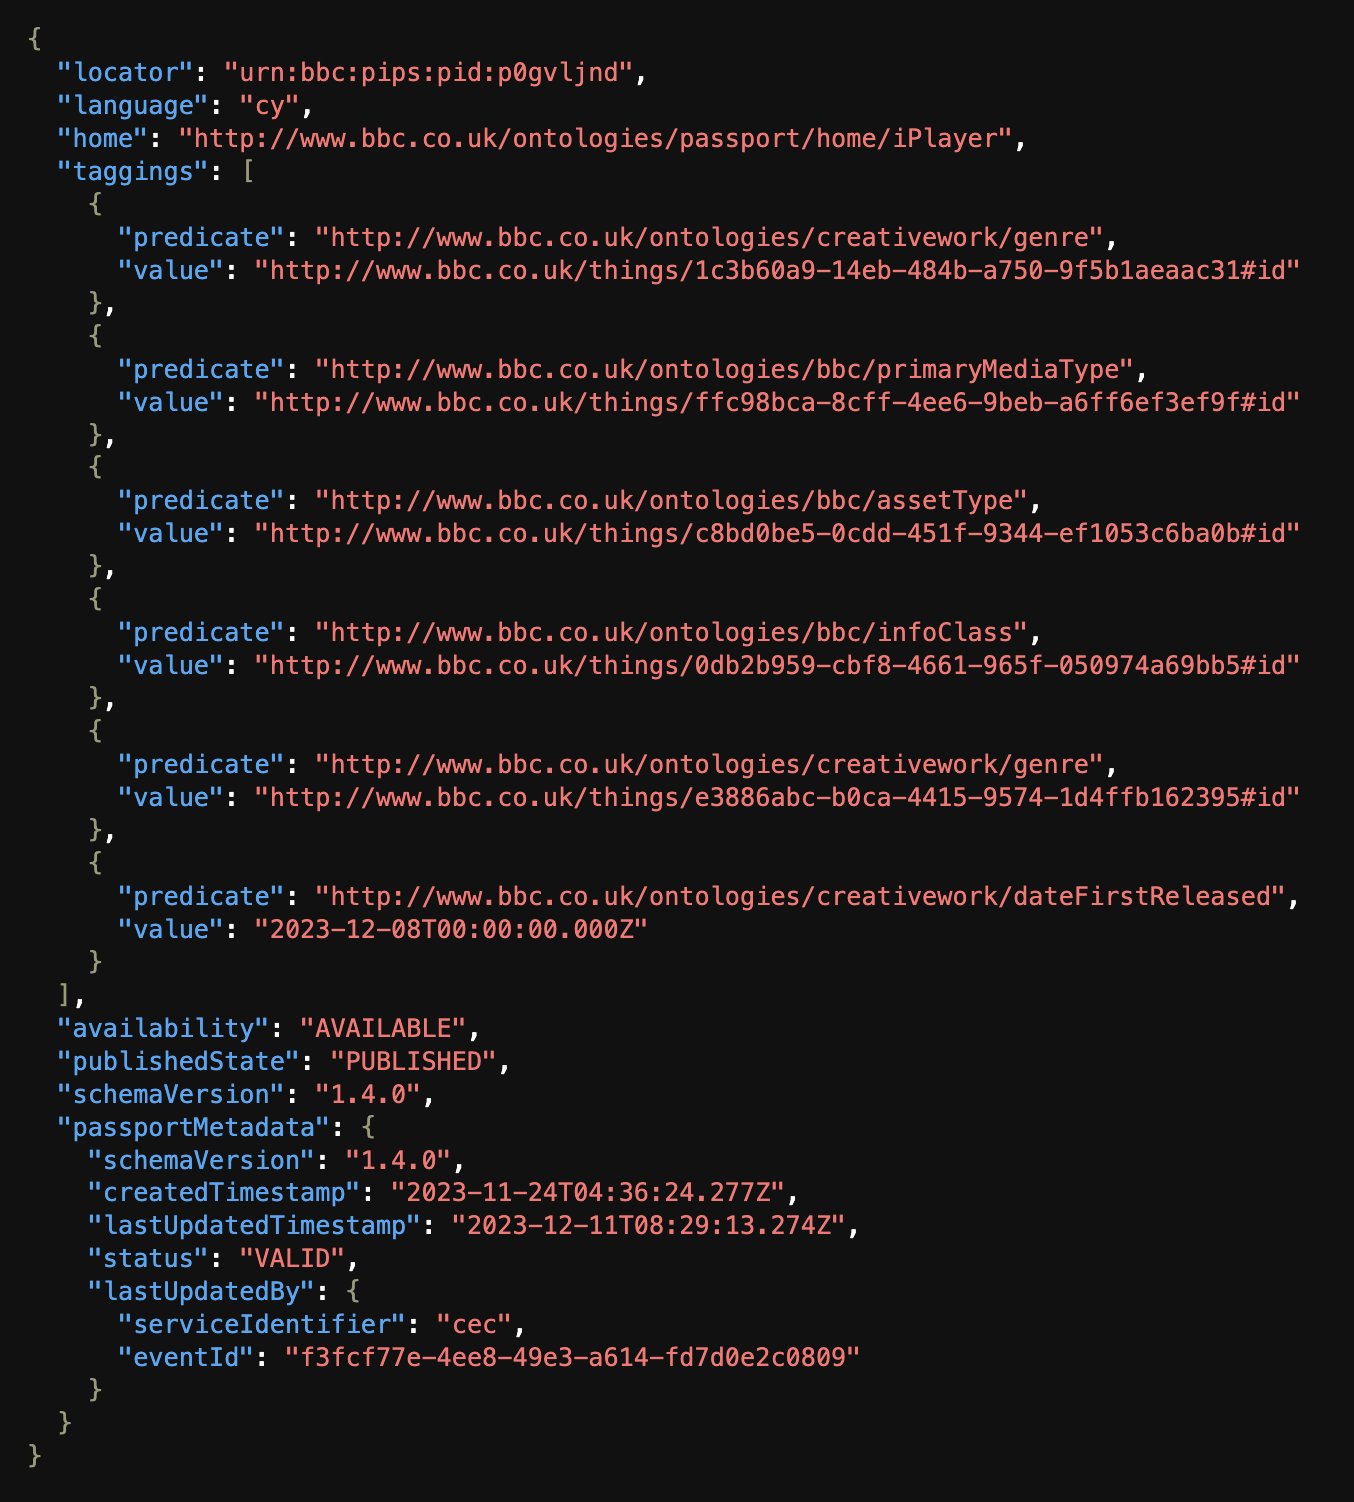 {
  "locator": "urn:bbc:pips:pid:p0gvljnd",
  "language": "cy",
  "home": "http://www.bbc.co.uk/ontologies/passport/home/iPlayer",
  "taggings": [
    {
      "predicate": "http://www.bbc.co.uk/ontologies/creativework/genre",
      "value": "http://www.bbc.co.uk/things/1c3b60a9-14eb-484b-a750-9f5b1aeaac31#id"
    },
    {
      "predicate": "http://www.bbc.co.uk/ontologies/bbc/primaryMediaType",
      "value": "http://www.bbc.co.uk/things/ffc98bca-8cff-4ee6-9beb-a6ff6ef3ef9f#id"
    },
    {
      "predicate": "http://www.bbc.co.uk/ontologies/bbc/assetType",
      "value": "http://www.bbc.co.uk/things/c8bd0be5-0cdd-451f-9344-ef1053c6ba0b#id"
    },
    {
      "predicate": "http://www.bbc.co.uk/ontologies/bbc/infoClass",
      "value": "http://www.bbc.co.uk/things/0db2b959-cbf8-4661-965f-050974a69bb5#id"
    },
    {
      "predicate": "http://www.bbc.co.uk/ontologies/creativework/genre",
      "value": "http://www.bbc.co.uk/things/e3886abc-b0ca-4415-9574-1d4ffb162395#id"
    },
    {
      "predicate": "http://www.bbc.co.uk/ontologies/creativework/dateFirstReleased",
      "value": "2023-12-08T00:00:00.000Z"
    }
  ],
  "availability": "AVAILABLE",
  "publishedState": "PUBLISHED",
  "schemaVersion": "1.4.0",
  "passportMetadata": {
    "schemaVersion": "1.4.0",
    "createdTimestamp": "2023-11-24T04:36:24.277Z",
    "lastUpdatedTimestamp": "2023-12-11T08:29:13.274Z",
    "status": "VALID",
    "lastUpdatedBy": {
      "serviceIdentifier": "cec",
      "eventId": "f3fcf77e-4ee8-49e3-a614-fd7d0e2c0809"
    }
  }
}